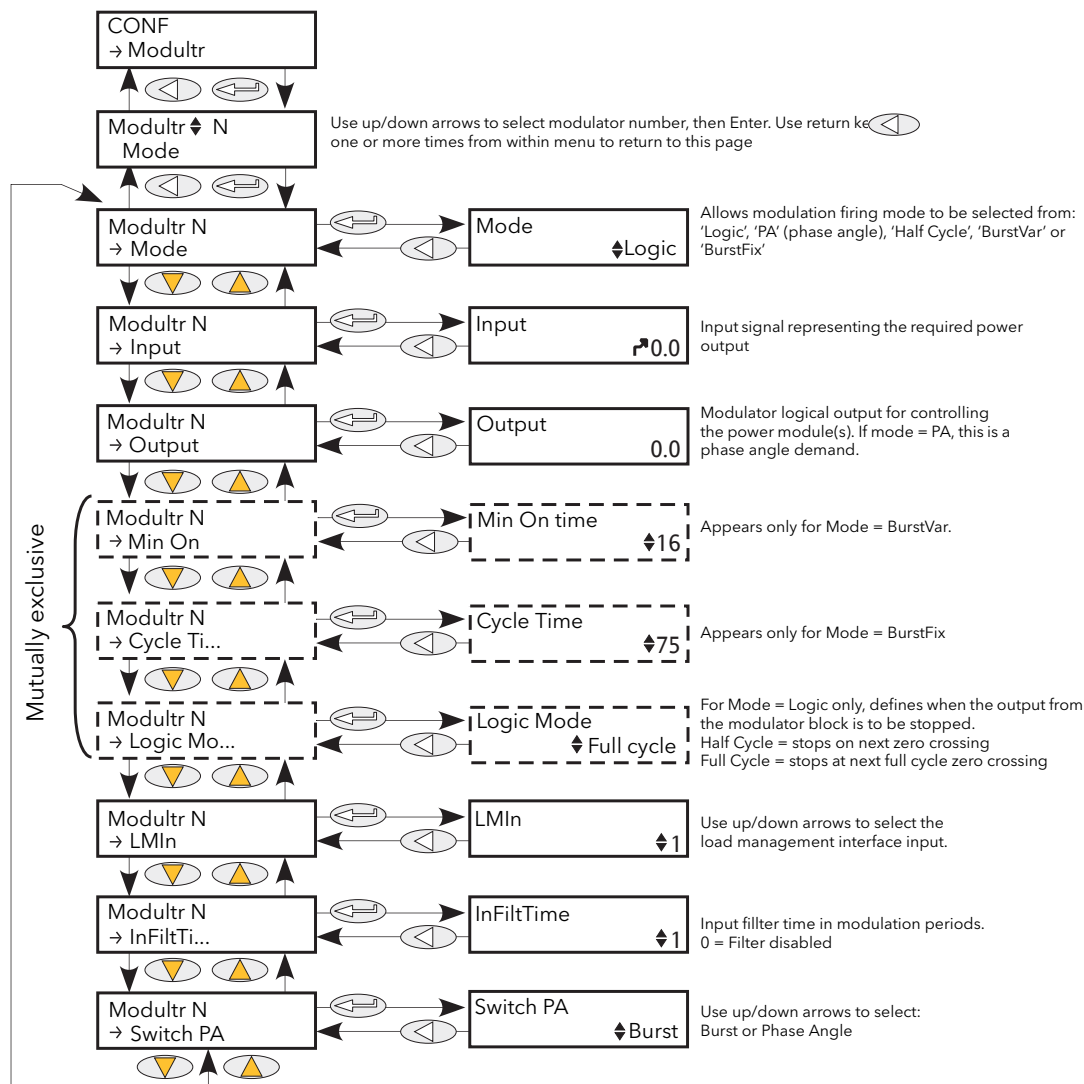 CONF
→ Modultr
Modultr N
Mode
Use up/down arrows to select modulator number, then Enter. Use return ke
one or more times from within menu to return to this page
Modultr N
→ Mode
Mode
Logic
Allows modulation firing mode to be selected from:
‘Logic’, ‘PA‘ (phase angle), ‘Half Cycle’, ‘BurstVar’ or
‘BurstFix’
Modultr N
→ Input
Input
0.0
Input signal representing the required power
output
Modultr N
→ Output
Output
0.0
Modulator logical output for controlling
the power module(s). If mode = PA, this is a
phase angle demand.
Mutually exclusive
Modultr N
→ Min On
Min On time
16
Appears only for Mode = BurstVar.
Modultr N
→ Cycle Ti...
Cycle Time
75
Appears only for Mode = BurstFix
Modultr N
→ Logic Mo...
Logic Mode
Full cycle
For Mode = Logic only, defines when the output from
the modulator block is to be stopped.
Half Cycle = stops on next zero crossing
Full Cycle = stops at next full cycle zero crossing
Modultr N
→ LMIn
LMIn
1
Use up/down arrows to select the
load management interface input.
Modultr N
→ InFiltTi...
InFiltTime
1
Input fillter time in modulation periods.
0 = Filter disabled
Modultr N
→ Switch PA
Switch PA
Burst
Use up/down arrows to select:
Burst or Phase Angle